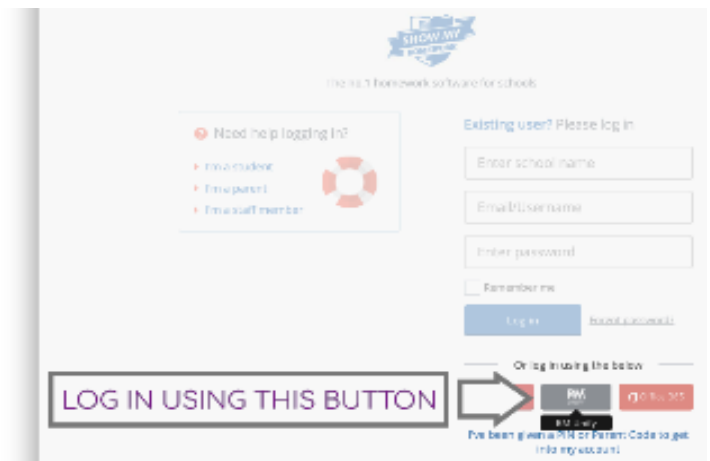 SHOW MY
The no.1 homework software for schools
Need help logging in?
I'm a student
I'm a parent
I'm a staff member
Existing user? Please log in
Enter school name
Email/Username
Enter password
Remember me
Log in
Forgot password?
Or log in using the below
LOG IN USING THIS BUTTON
RM
RM Unify
I've been given a PIN or Parent Code to get
into my account